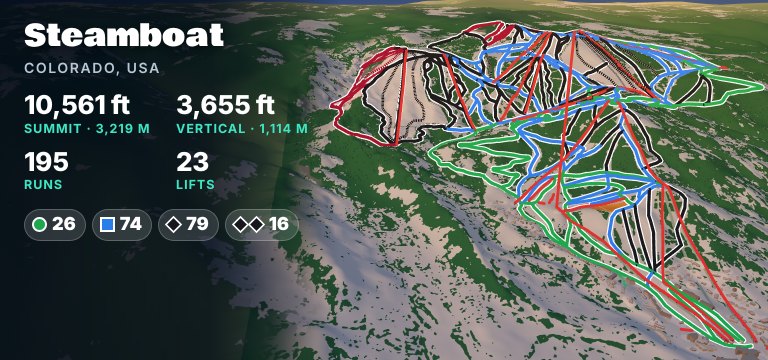 Steamboat
COLORADO, USA
10,561 ft 3,655 ft
SUMMIT · 3,219 M VERTICAL · 1,114 M
195 23
RUNS LIFTS
26 74 79 16